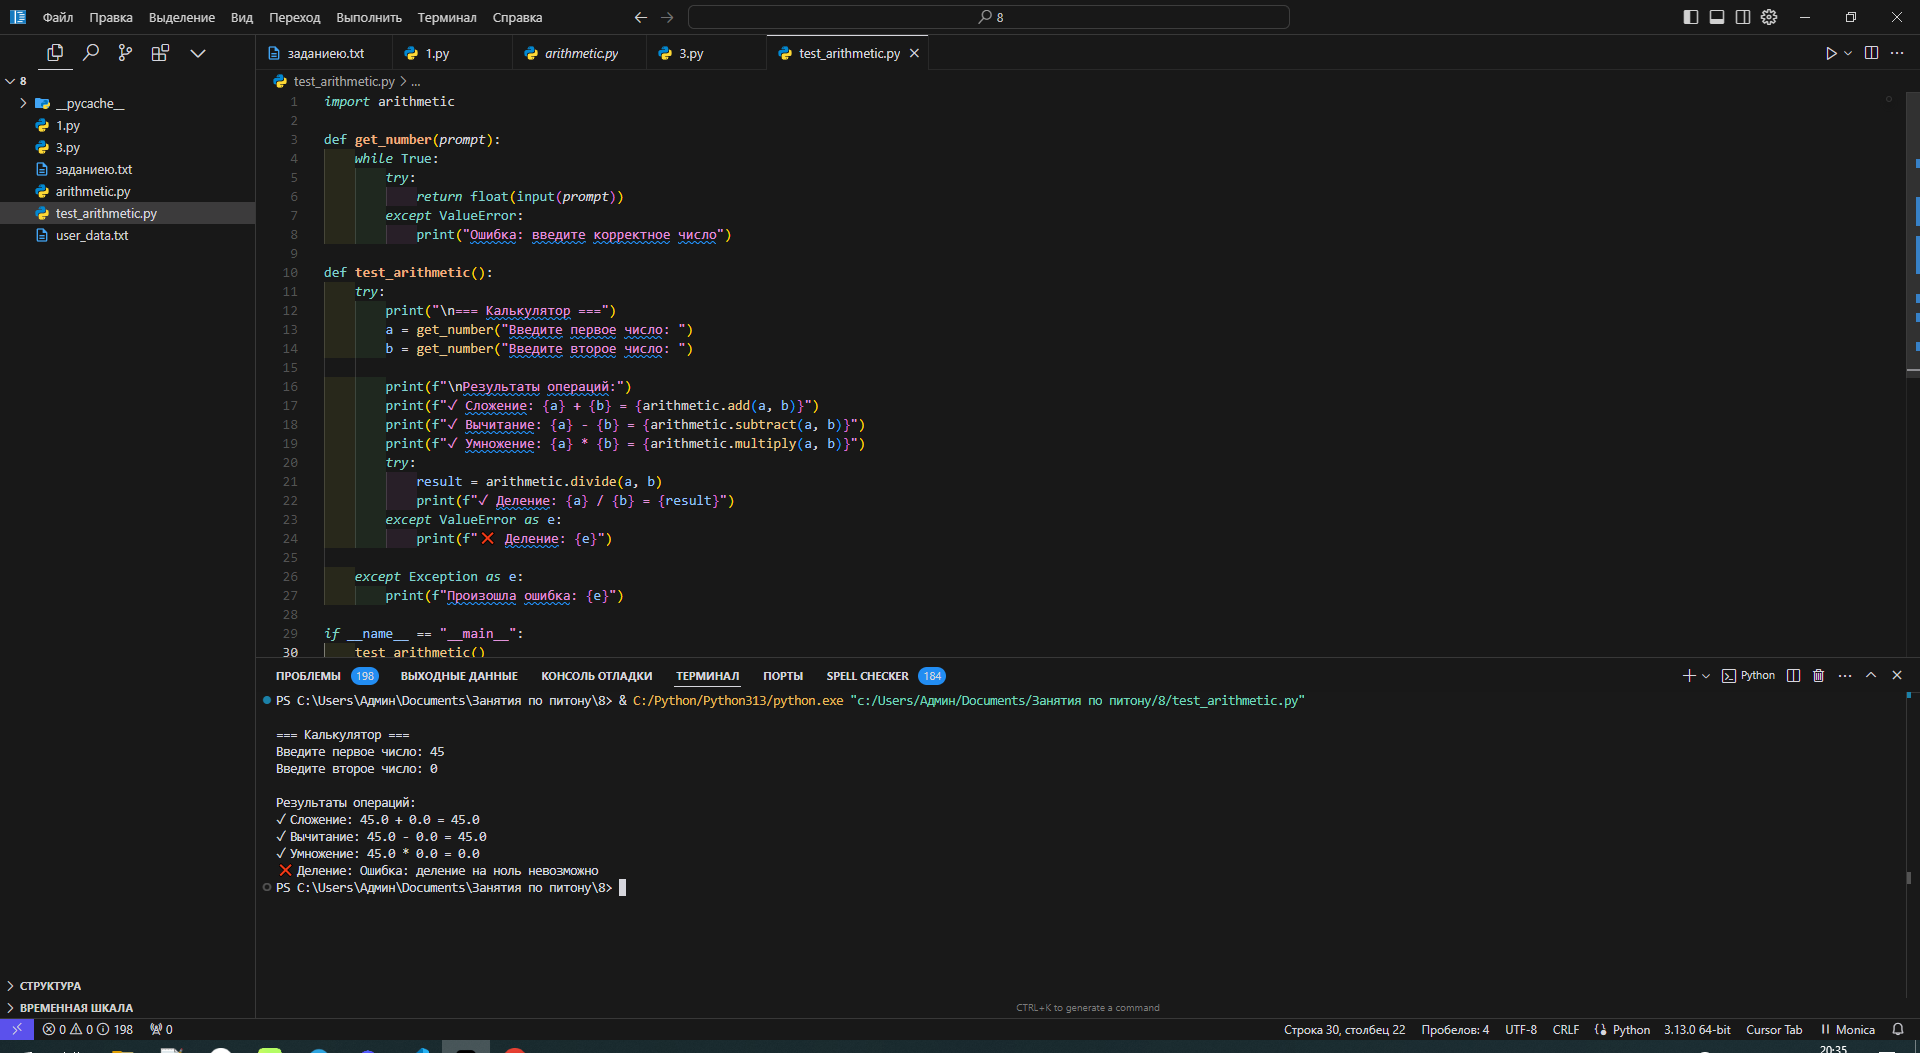 Файл Правка Выделение Вид Переход Выполнить Терминал Справка 8
заданиею.txt 1.py arithmetic.py 3.py test_arithmetic.py
8
__pycache__
1.py
3.py
заданиею.txt
arithmetic.py
test_arithmetic.py
user_data.txt
СТРУКТУРА
ВРЕМЕННАЯ ШКАЛА
test_arithmetic.py > ...
1 import arithmetic
2
3 def get_number(prompt):
4     while True:
5         try:
6             return float(input(prompt))
7         except ValueError:
8             print("Ошибка: введите корректное число")
9
10 def test_arithmetic():
11     try:
12         print("\n=== Калькулятор ===")
13         a = get_number("Введите первое число: ")
14         b = get_number("Введите второе число: ")
15
16         print(f"\nРезультаты операций:")
17         print(f"✓ Сложение: {a} + {b} = {arithmetic.add(a, b)}")
18         print(f"✓ Вычитание: {a} - {b} = {arithmetic.subtract(a, b)}")
19         print(f"✓ Умножение: {a} * {b} = {arithmetic.multiply(a, b)}")
20         try:
21             result = arithmetic.divide(a, b)
22             print(f"✓ Деление: {a} / {b} = {result}")
23         except ValueError as e:
24             print(f"❌ Деление: {e}")
25
26     except Exception as e:
27         print(f"Произошла ошибка: {e}")
28
29 if __name__ == "__main__":
30     test_arithmetic()
ПРОБЛЕМЫ 198 ВЫХОДНЫЕ ДАННЫЕ КОНСОЛЬ ОТЛАДКИ ТЕРМИНАЛ ПОРТЫ SPELL CHECKER 184 Python
PS C:\Users\Админ\Documents\Занятия по питону\8> & C:/Python/Python313/python.exe "c:/Users/Админ/Documents/Занятия по питону/8/test_arithmetic.py"
=== Калькулятор ===
Введите первое число: 45
Введите второе число: 0
Результаты операций:
✓ Сложение: 45.0 + 0.0 = 45.0
✓ Вычитание: 45.0 - 0.0 = 45.0
✓ Умножение: 45.0 * 0.0 = 0.0
❌ Деление: Ошибка: деление на ноль невозможно
PS C:\Users\Админ\Documents\Занятия по питону\8>
CTRL+K to generate a command
0 0 198 0 Строка 30, столбец 22 Пробелов: 4 UTF-8 CRLF Python 3.13.0 64-bit Cursor Tab Monica
20:35